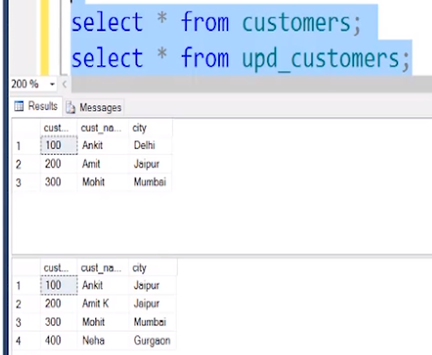 select * from customers;
select * from upd_customers;
200 %
Results Messages
cust... cust_na... city
1 100 Ankit Delhi
2 200 Amit Jaipur
3 300 Mohit Mumbai
cust... cust_na... city
1 100 Ankit Jaipur
2 200 Amit K Jaipur
3 300 Mohit Mumbai
4 400 Neha Gurgaon